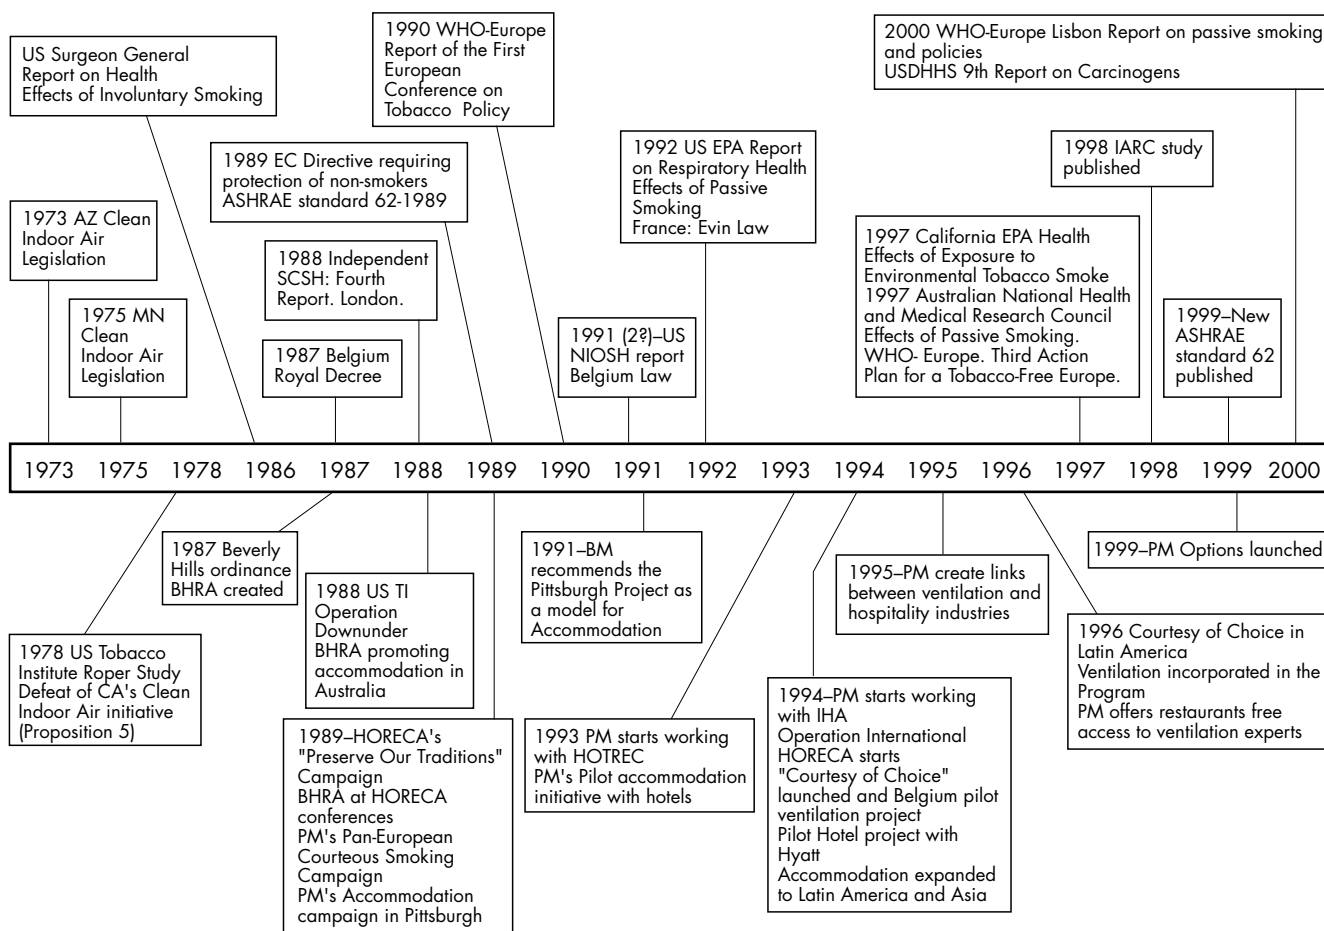 US Surgeon General
Report on Health
Effects of Involuntary Smoking
1990 WHO-Europe
Report of the First
European
Conference on
Tobacco Policy
2000 WHO-Europe Lisbon Report on passive smoking
and policies
USDHHS 9th Report on Carcinogens
1989 EC Directive requiring
protection of non-smokers
ASHRAE standard 62-1989
1992 US EPA Report
on Respiratory Health
Effects of Passive
Smoking
France: Evin Law
1998 IARC study
published
1973 AZ Clean
Indoor Air
Legislation
1988 Independent
SCSH: Fourth
Report. London.
1997 California EPA Health
Effects of Exposure to
Environmental Tobacco Smoke
1997 Australian National Health
and Medical Research Council
Effects of Passive Smoking.
WHO- Europe. Third Action
Plan for a Tobacco-Free Europe.
1975 MN
Clean
Indoor Air
Legislation
1987 Belgium
Royal Decree
1991 (2?)–US
NIOSH report
Belgium Law
1999–New
ASHRAE
standard 62
published
1973 1975 1978 1986 1987 1988 1989 1990 1991 1992 1993 1994 1995 1996 1997 1998 1999 2000
1987 Beverly
Hills ordinance
BHRA created
1988 US TI
Operation
Downunder
BHRA promoting
accommodation in
Australia
1991–BM
recommends the
Pittsburgh Project as
a model for
Accommodation
1995–PM create links
between ventilation and
hospitality industries
1999–PM Options launched
1978 US Tobacco
Institute Roper Study
Defeat of CA's Clean
Indoor Air initiative
(Proposition 5)
1989–HORECA's
"Preserve Our Traditions"
Campaign
BHRA at HORECA
conferences
PM's Pan-European
Courteous Smoking
Campaign
PM's Accommodation
campaign in Pittsburgh
1993 PM starts working
with HOTREC
PM's Pilot accommodation
initiative with hotels
1994–PM starts working
with IHA
Operation International
HORECA starts
"Courtesy of Choice"
launched and Belgium pilot
ventilation project
Pilot Hotel project with
Hyatt
Accommodation expanded
to Latin America and Asia
1996 Courtesy of Choice in
Latin America
Ventilation incorporated in the
Program
PM offers restaurants free
access to ventilation experts